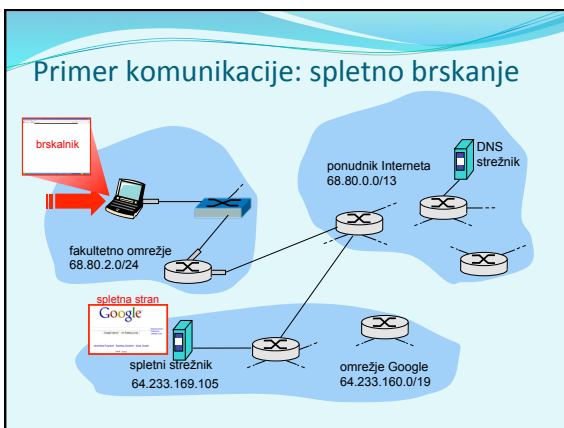 Primer komunikacije: spletno brskanje
brskalnik
DNS
strežnik
ponudnik Interneta
68.80.0.0/13
fakultetno omrežje
68.80.2.0/24
spletna stran
Google
spletni strežnik
64.233.169.105
omrežje Google
64.233.160.0/19